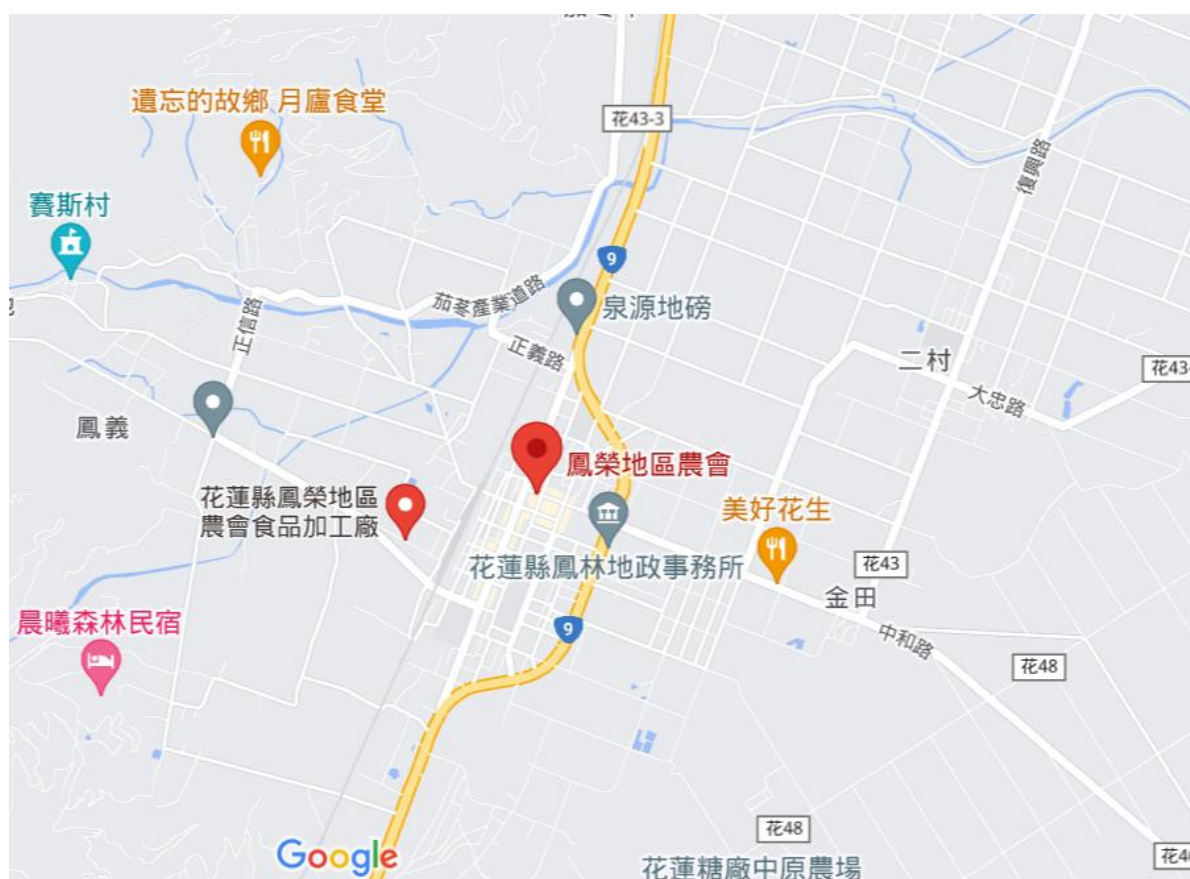 遺忘的故鄉 月廬食堂
花43-3
復興路
賽斯村
9
茄苳產業道路
泉源地磅
正信路
正義路
二村
花43-
大忠路
鳳義
鳳榮地區農會
花蓮縣鳳榮地區
農會食品加工廠
美好花生
花蓮縣鳳林地政事務所
花43
金田
晨曦森林民宿
9
中和路
花48
花48
Google
花蓮糖廠中原農場